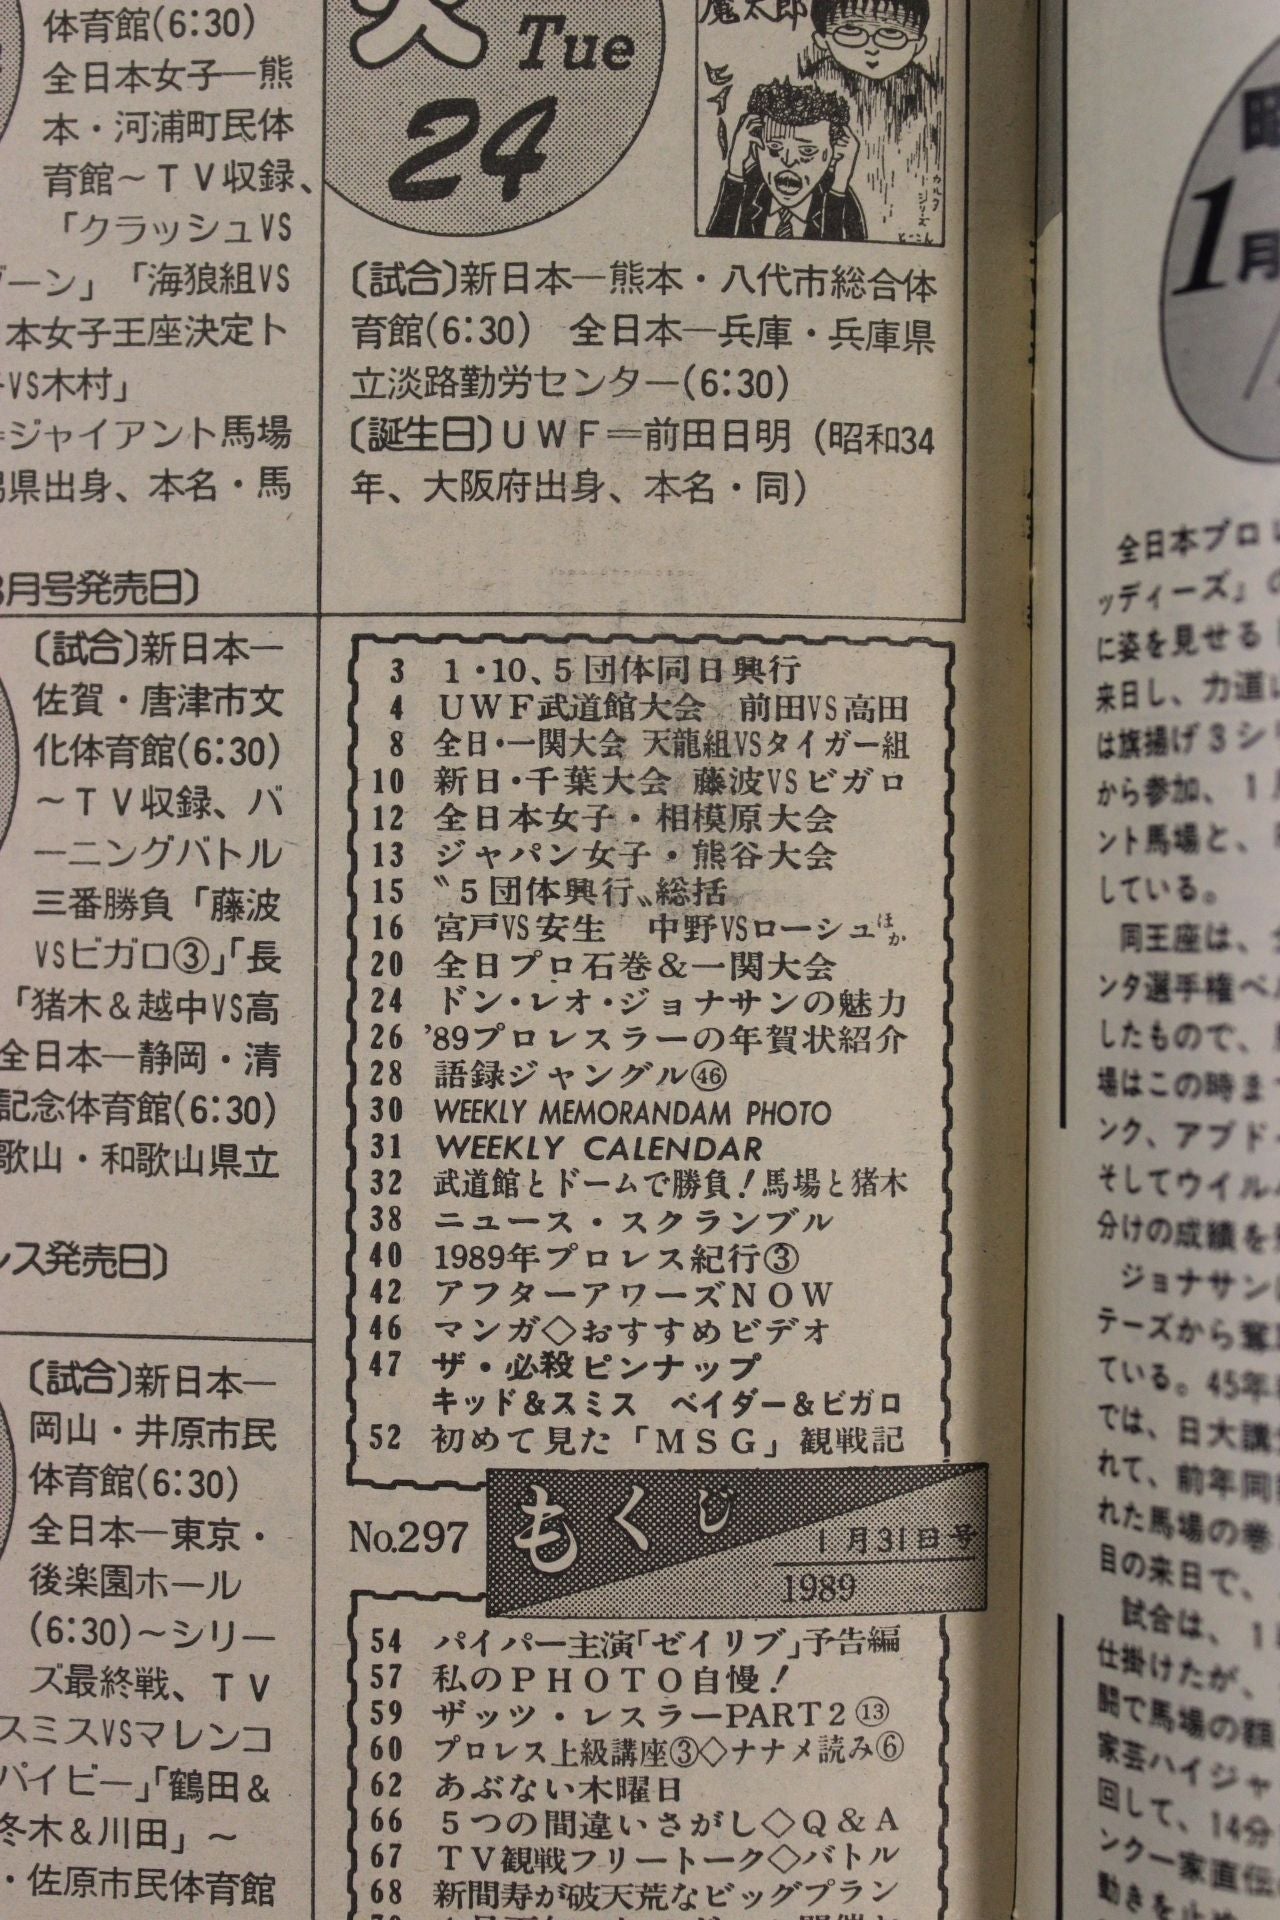 体育館(6:30)
全日本女子―熊
本・河浦町民体
育館～ＴＶ収録、
「クラッシュVS
ーン」「海狼組VS
本女子王座決定ト
VS木村」
＝ジャイアント馬場
県出身、本名・馬
月号発売日〕
〔試合〕新日本―
佐賀・唐津市文
化体育館(6:30)
～ＴＶ収録、バ
ーニングバトル
三番勝負「藤波
VSビガロ③」「長
「猪木＆越中VS高
全日本―静岡・清
記念体育館(6:30)
歌山・和歌山県立
レス発売日〕
〔試合〕新日本―
岡山・井原市民
体育館(6:30)
全日本―東京・
後楽園ホール
(6:30)～シリー
ズ最終戦、ＴＶ
スミスVSマレンコ
パイビー」「鶴田＆
冬木＆川田」～
・佐原市民体育館
火 Tue
24
魔太郎
〔試合〕新日本―熊本・八代市総合体
育館(6:30)　全日本―兵庫・兵庫県
立淡路勤労センター(6:30)
〔誕生日〕ＵＷＦ＝前田日明（昭和34
年、大阪府出身、本名・同）
3　1・10、５団体同日興行
4　ＵＷＦ武道館大会　前田VS高田
8　全日・一関大会　天龍組VSタイガー組
10　新日・千葉大会　藤波VSビガロ
12　全日本女子・相模原大会
13　ジャパン女子・熊谷大会
15　〝５団体興行〟総括
16　宮戸VS安生　中野VSローシュほか
20　全日プロ石巻＆一関大会
24　ドン・レオ・ジョナサンの魅力
26　'89プロレスラーの年賀状紹介
28　語録ジャングル㊻
30　WEEKLY MEMORANDAM PHOTO
31　WEEKLY CALENDAR
32　武道館とドームで勝負！馬場と猪木
38　ニュース・スクランブル
40　1989年プロレス紀行③
42　アフターアワーズＮＯＷ
46　マンガ◇おすすめビデオ
47　ザ・必殺ピンナップ
キッド＆スミス　ベイダー＆ビガロ
52　初めて見た「ＭＳＧ」観戦記
No.297
もくじ
1月31日号
1989
54　パイパー主演「ゼイリブ」予告編
57　私のＰＨＯＴＯ自慢！
59　ザッツ・レスラーPART２⑬
60　プロレス上級講座③◇ナナメ読み⑥
62　あぶない木曜日
66　５つの間違いさがし◇Ｑ＆Ａ
67　ＴＶ観戦フリートーク◇バトル
68　新間寿が破天荒なビッグプラン
1月
全日本プロ
ッディーズ」の
に姿を見せる
来日し、力道
は旗揚げ３シリ
から参加、１月
ント馬場と、
している。
同王座は、
ンタ選手権ベル
したもので、
場はこの時ま
ンク、アブド
そしてウイル
分けの成績を
ジョナサン
テーズから奪
ている。45年
では、日大講
れて、前年同
れた馬場の巻
目の来日で、
試合は、１
仕掛けたが、
闘で馬場の額
家芸ハイジャ
回して、14分
ンク一家直伝
動きを止め